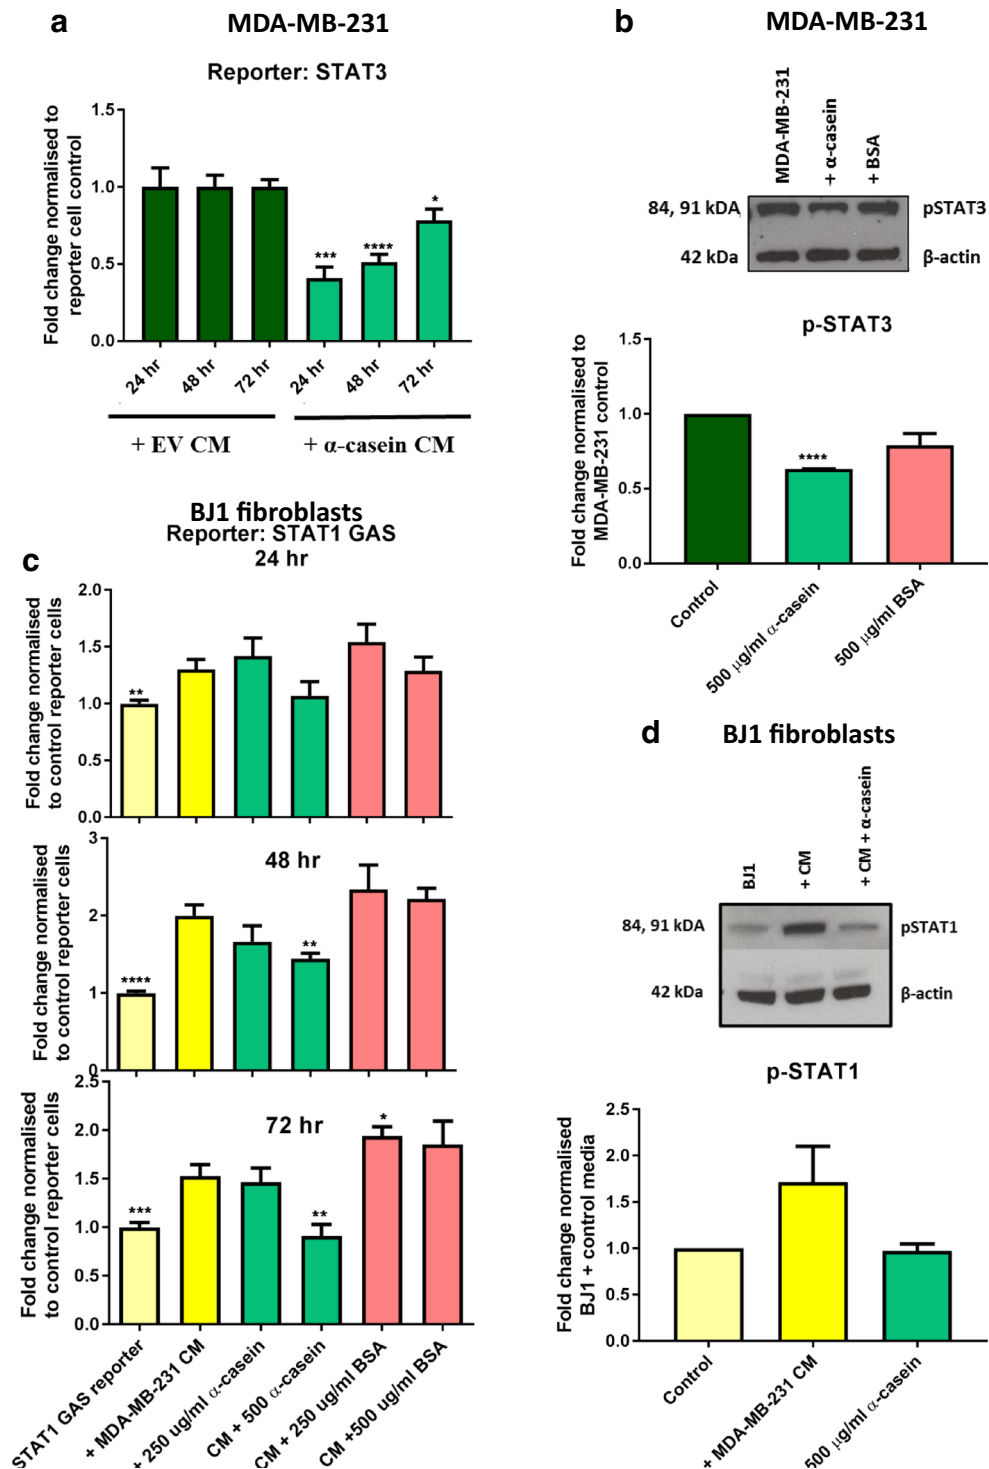 a
MDA-MB-231
Reporter: STAT3
Fold change normalised to
reporter cell control
1.5
1.0
0.5
0.0
***
****
*
24 hr
48 hr
72 hr
24 hr
48 hr
72 hr
+ EV CM
+ α-casein CM
b
MDA-MB-231
MDA-MB-231
+ α-casein
+ BSA
84, 91 kDA
pSTAT3
42 kDa
β-actin
p-STAT3
Fold change normalised to
MDA-MB-231 control
1.5
1.0
0.5
0.0
****
Control
500 µg/ml α-casein
500 µg/ml BSA
c
BJ1 fibroblasts
Reporter: STAT1 GAS
24 hr
Fold change normalised
to control reporter cells
2.0
1.5
1.0
0.5
0.0
**
48 hr
Fold change normalised
to control reporter cells
3
2
1
0
****
**
72 hr
Fold change normalised
to control reporter cells
2.5
2.0
1.5
1.0
0.5
0.0
***
**
*
STAT1 GAS reporter
+ MDA-MB-231 CM
+ 250 ug/ml α-casein
CM + 500 α-casein
CM + 250 ug/ml BSA
CM +500 ug/ml BSA
d
BJ1 fibroblasts
BJ1
+ CM
+ CM + α-casein
84, 91 kDA
pSTAT1
42 kDa
β-actin
p-STAT1
Fold change normalised
BJ1 + control media
2.5
2.0
1.5
1.0
0.5
0.0
Control
+ MDA-MB-231 CM
500 µg/ml α-casein